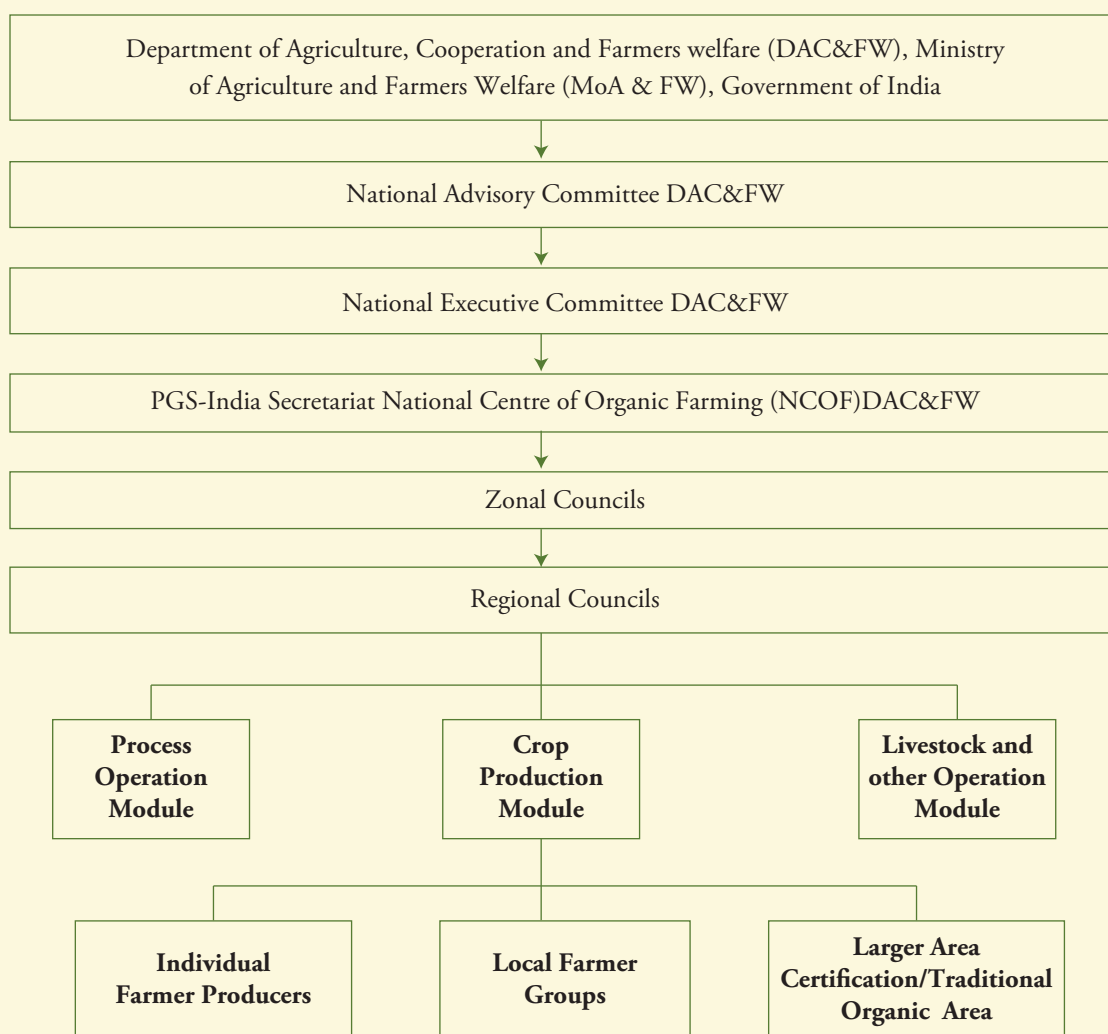 Department of Agriculture, Cooperation and Farmers welfare (DAC&FW), Ministry
of Agriculture and Farmers Welfare (MoA & FW), Government of India
National Advisory Committee DAC&FW
National Executive Committee DAC&FW
PGS-India Secretariat National Centre of Organic Farming (NCOF)DAC&FW
Zonal Councils
Regional Councils
Process
Operation
Module
Crop
Production
Module
Livestock and
other Operation
Module
Individual
Farmer Producers
Local Farmer
Groups
Larger Area
Certification/Traditional
Organic Area